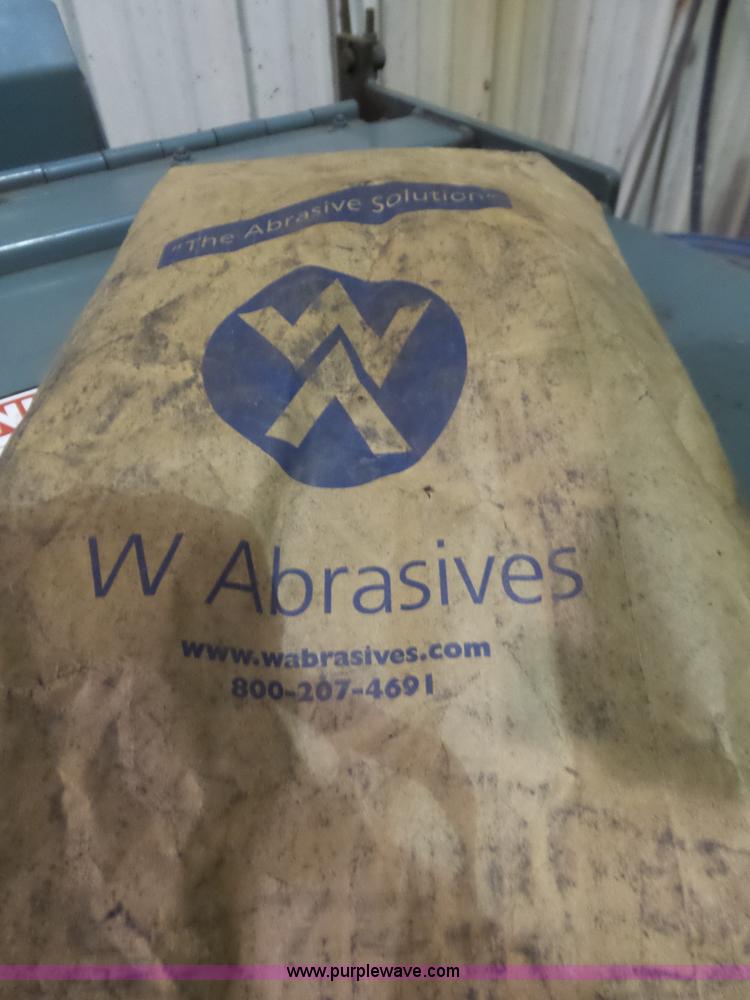 "The Abrasive Solution"
W Abrasives
www.wabrasives.com
800-207-4691
www.purplewave.com